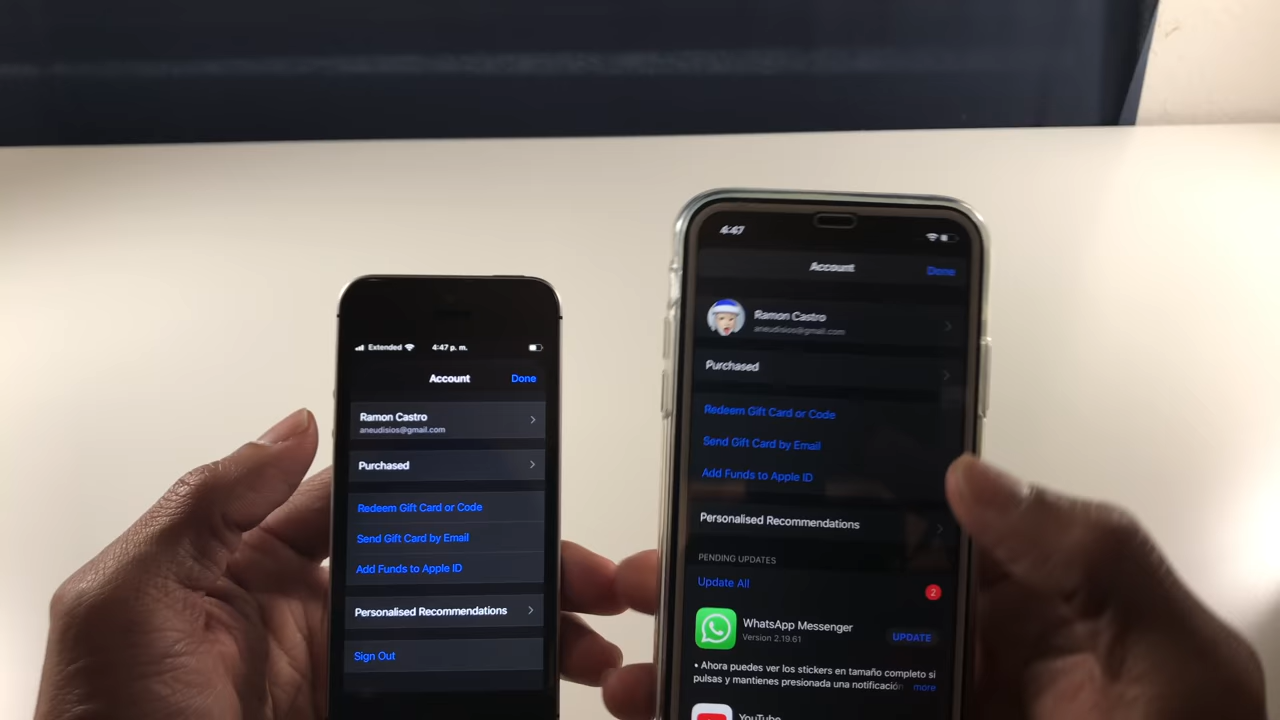 Extended 4:47 p. m.
Account Done
Ramon Castro
aneudisios@gmail.com
Purchased
Redeem Gift Card or Code
Send Gift Card by Email
Add Funds to Apple ID
Personalised Recommendations
Sign Out
4:47
Account Done
Ramon Castro
aneudisios@gmail.com
Purchased
Redeem Gift Card or Code
Send Gift Card by Email
Add Funds to Apple ID
Personalised Recommendations
PENDING UPDATES
Update All
2
WhatsApp Messenger
Version 2.19.61
UPDATE
• Ahora puedes ver los stickers en tamaño completo si
pulsas y mantienes presionada una notificación more
YouTube